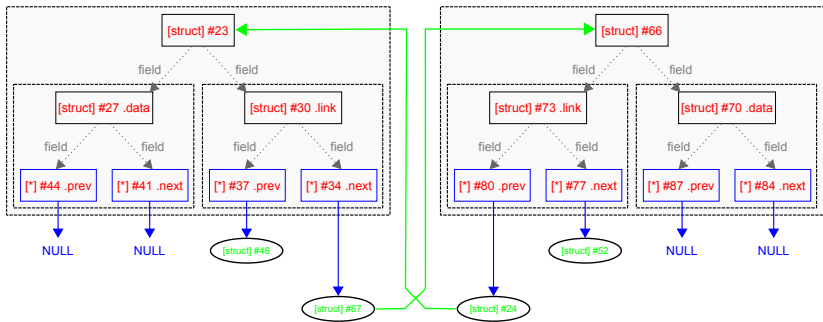 [struct] #23
[struct] #66
field
field
field
field
[struct] #27 .data
[struct] #30 .link
[struct] #73 .link
[struct] #70 .data
field
field
field
field
field
field
field
field
[*] #44 .prev
[*] #41 .next
[*] #37 .prev
[*] #34 .next
[*] #80 .prev
[*] #77 .next
[*] #87 .prev
[*] #84 .next
NULL
NULL
[struct] #48
[struct] #52
NULL
NULL
[struct] #67
[struct] #24